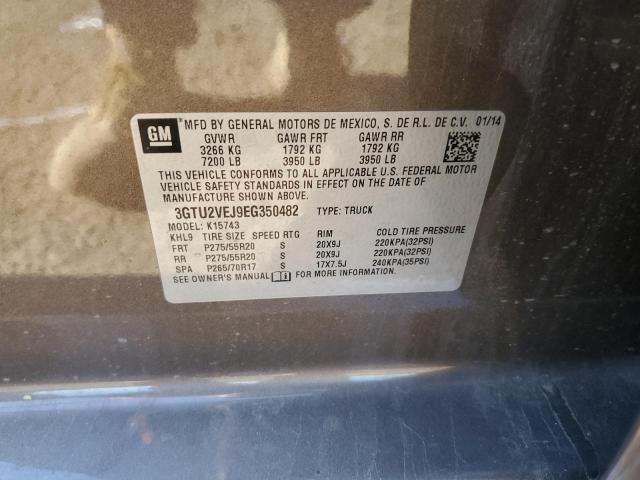 GM
*MFD BY GENERAL MOTORS DE MEXICO, S. DE R.L. DE C.V. 01/14
GVWR GAWR FRT GAWR RR
3266 KG 1792 KG 1792 KG
7200 LB 3950 LB 3950 LB
THIS VEHICLE CONFORMS TO ALL APPLICABLE U.S. FEDERAL MOTOR
VEHICLE SAFETY STANDARDS IN EFFECT ON THE DATE OF
MANUFACTURE SHOWN ABOVE.
3GTU2VEJ9EG350482 TYPE: TRUCK
MODEL: K15743
KHL9 TIRE SIZE SPEED RTG RIM COLD TIRE PRESSURE
FRT P275/55R20 S 20X9J 220KPA(32PSI)
RR P275/55R20 S 20X9J 220KPA(32PSI)
SPA P265/70R17 S 17X7.5J 240KPA(35PSI)
SEE OWNER'S MANUAL FOR MORE INFORMATION